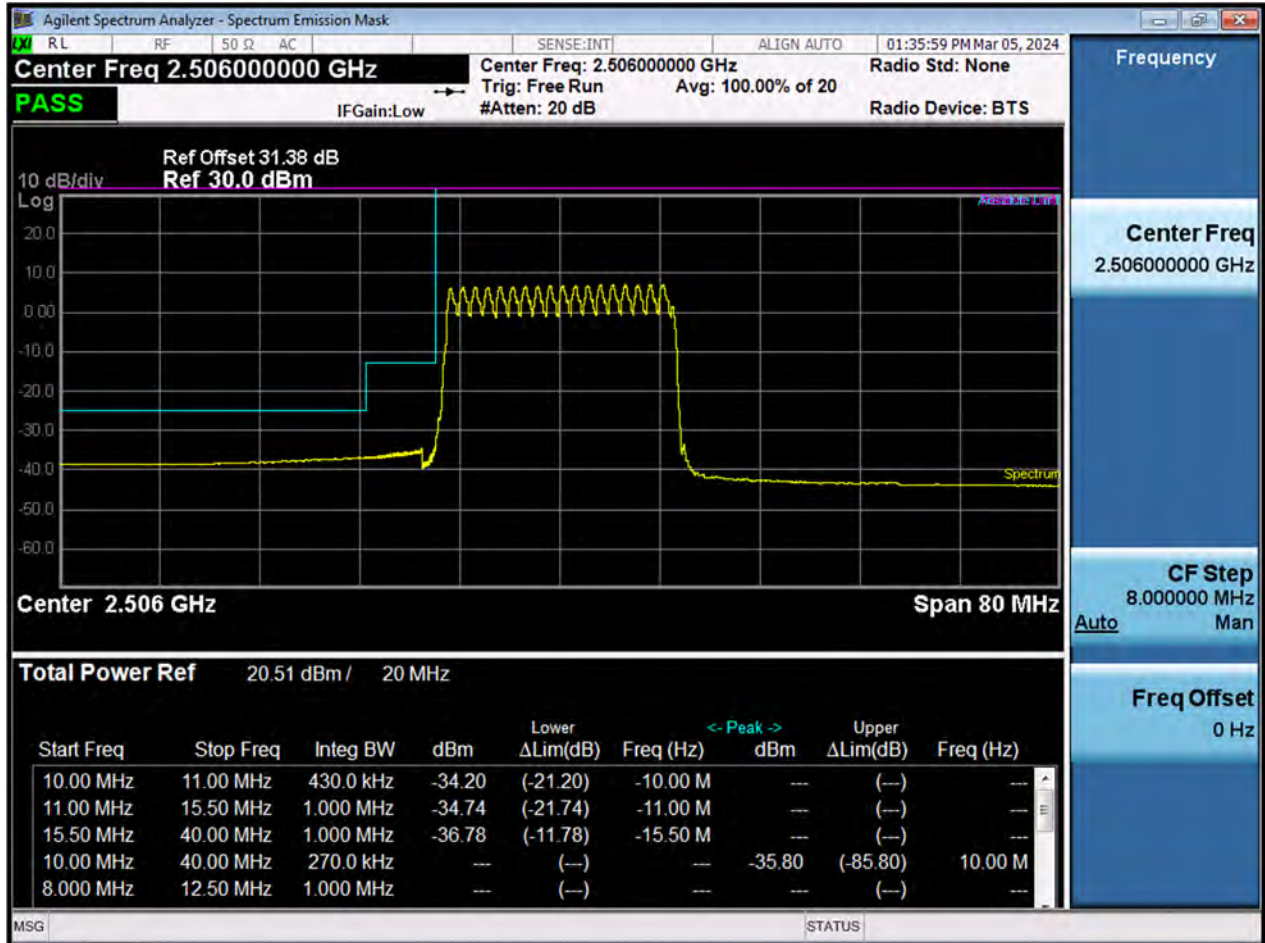 Agilent Spectrum Analyzer - Spectrum Emission Mask
LXI RL RF 50 Ω AC SENSE:INT ALIGN AUTO 01:35:59 PM Mar 05, 2024
Center Freq 2.506000000 GHz
Center Freq: 2.506000000 GHz
Radio Std: None
Trig: Free Run Avg: 100.00% of 20
PASS
IFGain:Low
#Atten: 20 dB
Radio Device: BTS
Ref Offset 31.38 dB
10 dB/div Ref 30.0 dBm
Log
Absolute Limit
20.0
10.0
0.00
-10.0
-20.0
-30.0
-40.0
Spectrum
-50.0
-60.0
Center 2.506 GHz Span 80 MHz
Total Power Ref 20.51 dBm / 20 MHz
Lower <- Peak -> Upper
Start Freq Stop Freq Integ BW dBm ΔLim(dB) Freq (Hz) dBm ΔLim(dB) Freq (Hz)
10.00 MHz 11.00 MHz 430.0 kHz -34.20 (-21.20) -10.00 M --- (---) ---
11.00 MHz 15.50 MHz 1.000 MHz -34.74 (-21.74) -11.00 M --- (---) ---
15.50 MHz 40.00 MHz 1.000 MHz -36.78 (-11.78) -15.50 M --- (---) ---
10.00 MHz 40.00 MHz 270.0 kHz --- (---) --- -35.80 (-85.80) 10.00 M
8.000 MHz 12.50 MHz 1.000 MHz --- (---) --- --- (---) ---
MSG STATUS
Frequency
Center Freq
2.506000000 GHz
CF Step
8.000000 MHz
Auto Man
Freq Offset
0 Hz